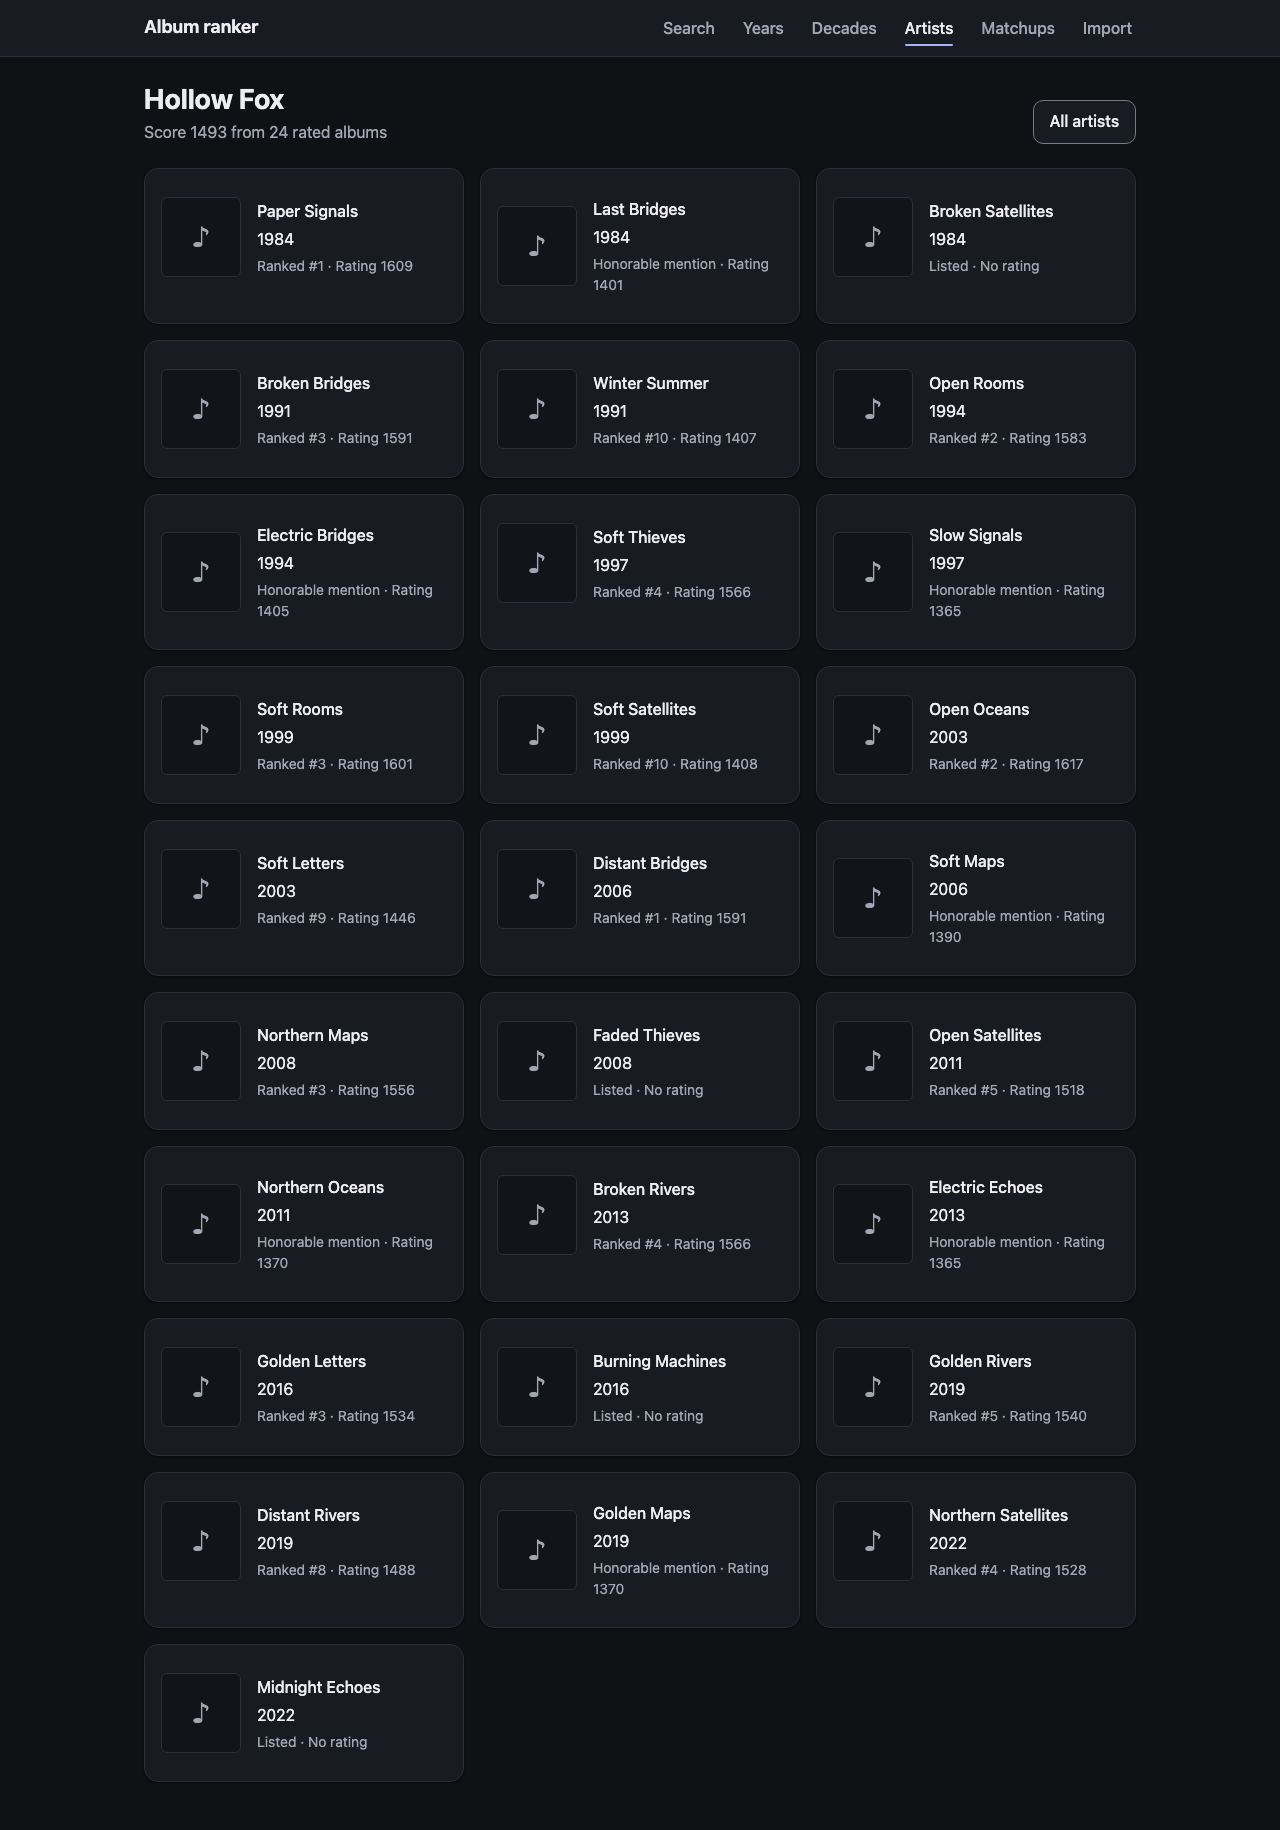 Album ranker
Search
Years
Decades
Artists
Matchups
Import
Hollow Fox
Score 1493 from 24 rated albums
All artists
Paper Signals
1984
Ranked #1 · Rating 1609
Last Bridges
1984
Honorable mention · Rating
1401
Broken Satellites
1984
Listed · No rating
Broken Bridges
1991
Ranked #3 · Rating 1591
Winter Summer
1991
Ranked #10 · Rating 1407
Open Rooms
1994
Ranked #2 · Rating 1583
Electric Bridges
1994
Honorable mention · Rating
1405
Soft Thieves
1997
Ranked #4 · Rating 1566
Slow Signals
1997
Honorable mention · Rating
1365
Soft Rooms
1999
Ranked #3 · Rating 1601
Soft Satellites
1999
Ranked #10 · Rating 1408
Open Oceans
2003
Ranked #2 · Rating 1617
Soft Letters
2003
Ranked #9 · Rating 1446
Distant Bridges
2006
Ranked #1 · Rating 1591
Soft Maps
2006
Honorable mention · Rating
1390
Northern Maps
2008
Ranked #3 · Rating 1556
Faded Thieves
2008
Listed · No rating
Open Satellites
2011
Ranked #5 · Rating 1518
Northern Oceans
2011
Honorable mention · Rating
1370
Broken Rivers
2013
Ranked #4 · Rating 1566
Electric Echoes
2013
Honorable mention · Rating
1365
Golden Letters
2016
Ranked #3 · Rating 1534
Burning Machines
2016
Listed · No rating
Golden Rivers
2019
Ranked #5 · Rating 1540
Distant Rivers
2019
Ranked #8 · Rating 1488
Golden Maps
2019
Honorable mention · Rating
1370
Northern Satellites
2022
Ranked #4 · Rating 1528
Midnight Echoes
2022
Listed · No rating